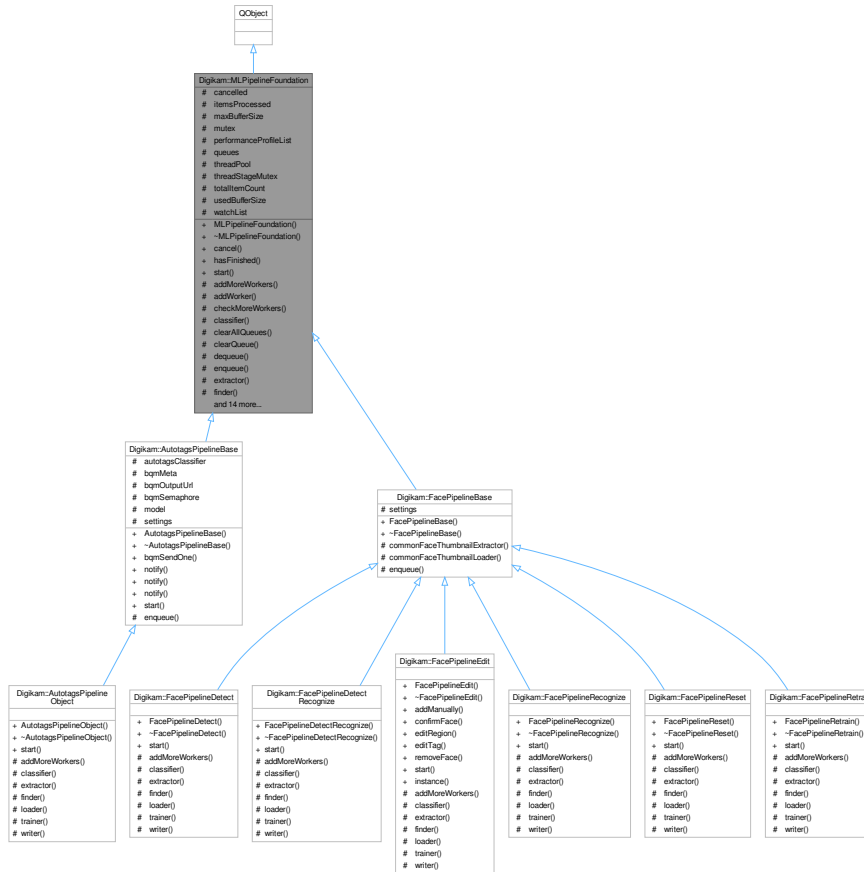 QObject
Digikam::MLPipelineFoundation
# cancelled
# itemsProcessed
# maxBufferSize
# mutex
# performanceProfileList
# queues
# threadPool
# threadStageMutex
# totalItemCount
# usedBufferSize
# watchList
+ MLPipelineFoundation()
+ ~MLPipelineFoundation()
+ cancel()
+ hasFinished()
+ start()
# addMoreWorkers()
# addWorker()
# checkMoreWorkers()
# classifier()
# clearAllQueues()
# clearQueue()
# dequeue()
# enqueue()
# extractor()
# finder()
and 14 more...
Digikam::AutotagsPipelineBase
# autotagsClassifier
# bqmMeta
# bqmOutputUrl
# bqmSemaphore
# model
# settings
+ AutotagsPipelineBase()
+ ~AutotagsPipelineBase()
+ bqmSendOne()
+ notify()
+ notify()
+ notify()
+ start()
# enqueue()
Digikam::FacePipelineBase
# settings
+ FacePipelineBase()
+ ~FacePipelineBase()
# commonFaceThumbnailExtractor()
# commonFaceThumbnailLoader()
# enqueue()
Digikam::AutotagsPipeline
Object
+ AutotagsPipelineObject()
+ ~AutotagsPipelineObject()
+ start()
# addMoreWorkers()
# classifier()
# extractor()
# finder()
# loader()
# trainer()
# writer()
Digikam::FacePipelineDetect
+ FacePipelineDetect()
+ ~FacePipelineDetect()
+ start()
# addMoreWorkers()
# classifier()
# extractor()
# finder()
# loader()
# trainer()
# writer()
Digikam::FacePipelineDetect
Recognize
+ FacePipelineDetectRecognize()
+ ~FacePipelineDetectRecognize()
+ start()
# addMoreWorkers()
# classifier()
# extractor()
# finder()
# loader()
# trainer()
# writer()
Digikam::FacePipelineEdit
+ FacePipelineEdit()
+ ~FacePipelineEdit()
+ addManually()
+ confirmFace()
+ editRegion()
+ editTag()
+ removeFace()
+ start()
+ instance()
# addMoreWorkers()
# classifier()
# extractor()
# finder()
# loader()
# trainer()
# writer()
Digikam::FacePipelineRecognize
+ FacePipelineRecognize()
+ ~FacePipelineRecognize()
+ start()
# addMoreWorkers()
# classifier()
# extractor()
# finder()
# loader()
# trainer()
# writer()
Digikam::FacePipelineReset
+ FacePipelineReset()
+ ~FacePipelineReset()
+ start()
# addMoreWorkers()
# classifier()
# extractor()
# finder()
# loader()
# trainer()
# writer()
Digikam::FacePipelineRetra
+ FacePipelineRetrain()
+ ~FacePipelineRetrain()
+ start()
# addMoreWorkers()
# classifier()
# extractor()
# finder()
# loader()
# trainer()
# writer()